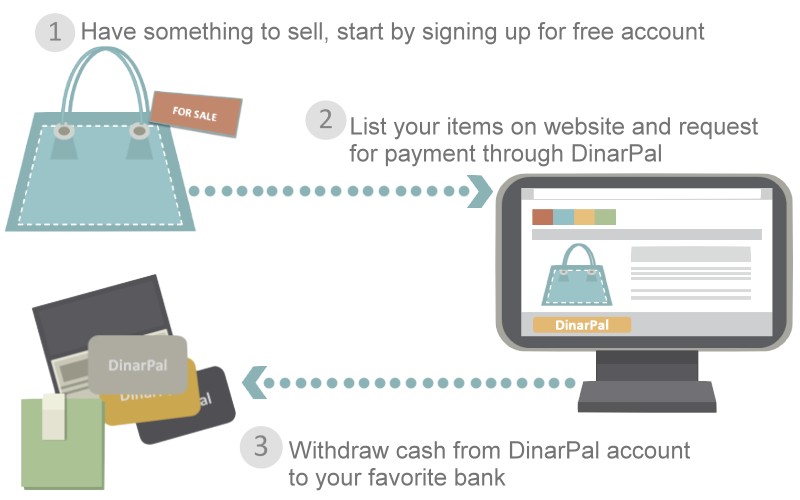 1 Have something to sell, start by signing up for free account
FOR SALE
2 List your items on website and request
for payment through DinarPal
DinarPal
DinarPal
3 Withdraw cash from DinarPal account
to your favorite bank